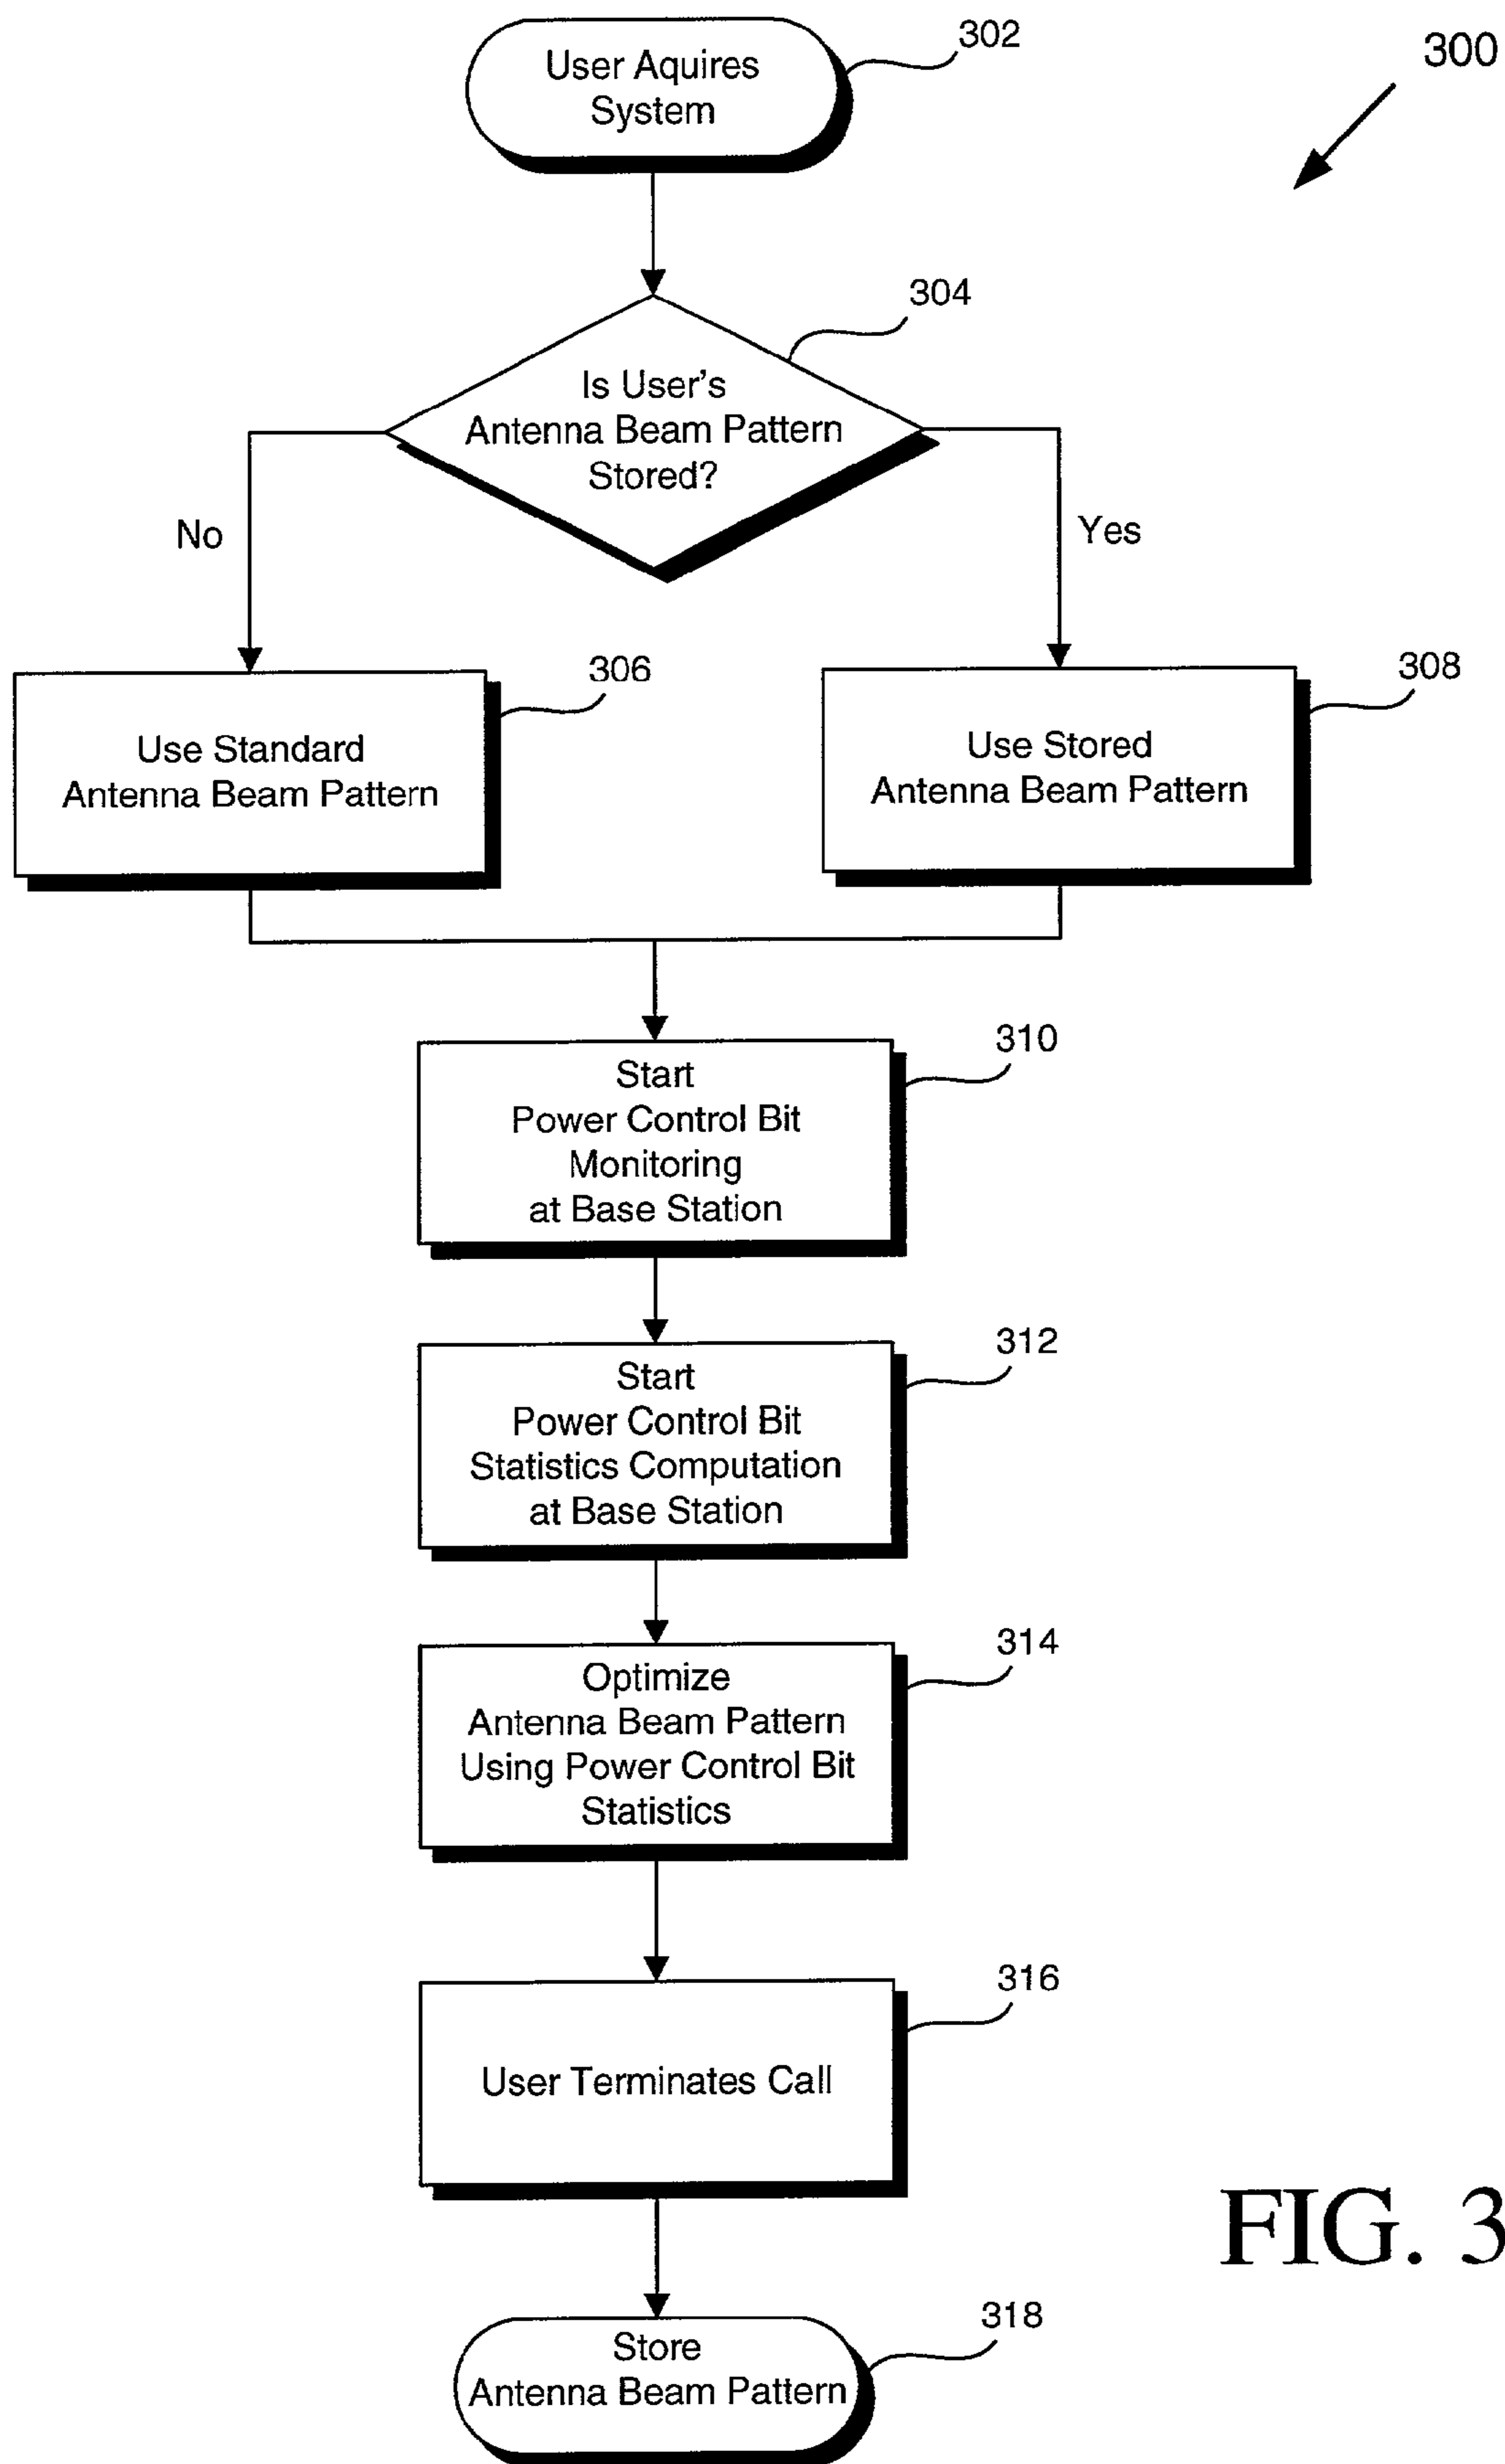 302
300
User Aquires
System
304
Is User's
Antenna Beam Pattern
Stored?
No
Yes
306
308
Use Standard
Antenna Beam Pattern
Use Stored
Antenna Beam Pattern
310
Start
Power Control Bit
Monitoring
at Base Station
312
Start
Power Control Bit
Statistics Computation
at Base Station
314
Optimize
Antenna Beam Pattern
Using Power Control Bit
Statistics
316
User Terminates Call
FIG. 3
318
Store
Antenna Beam Pattern